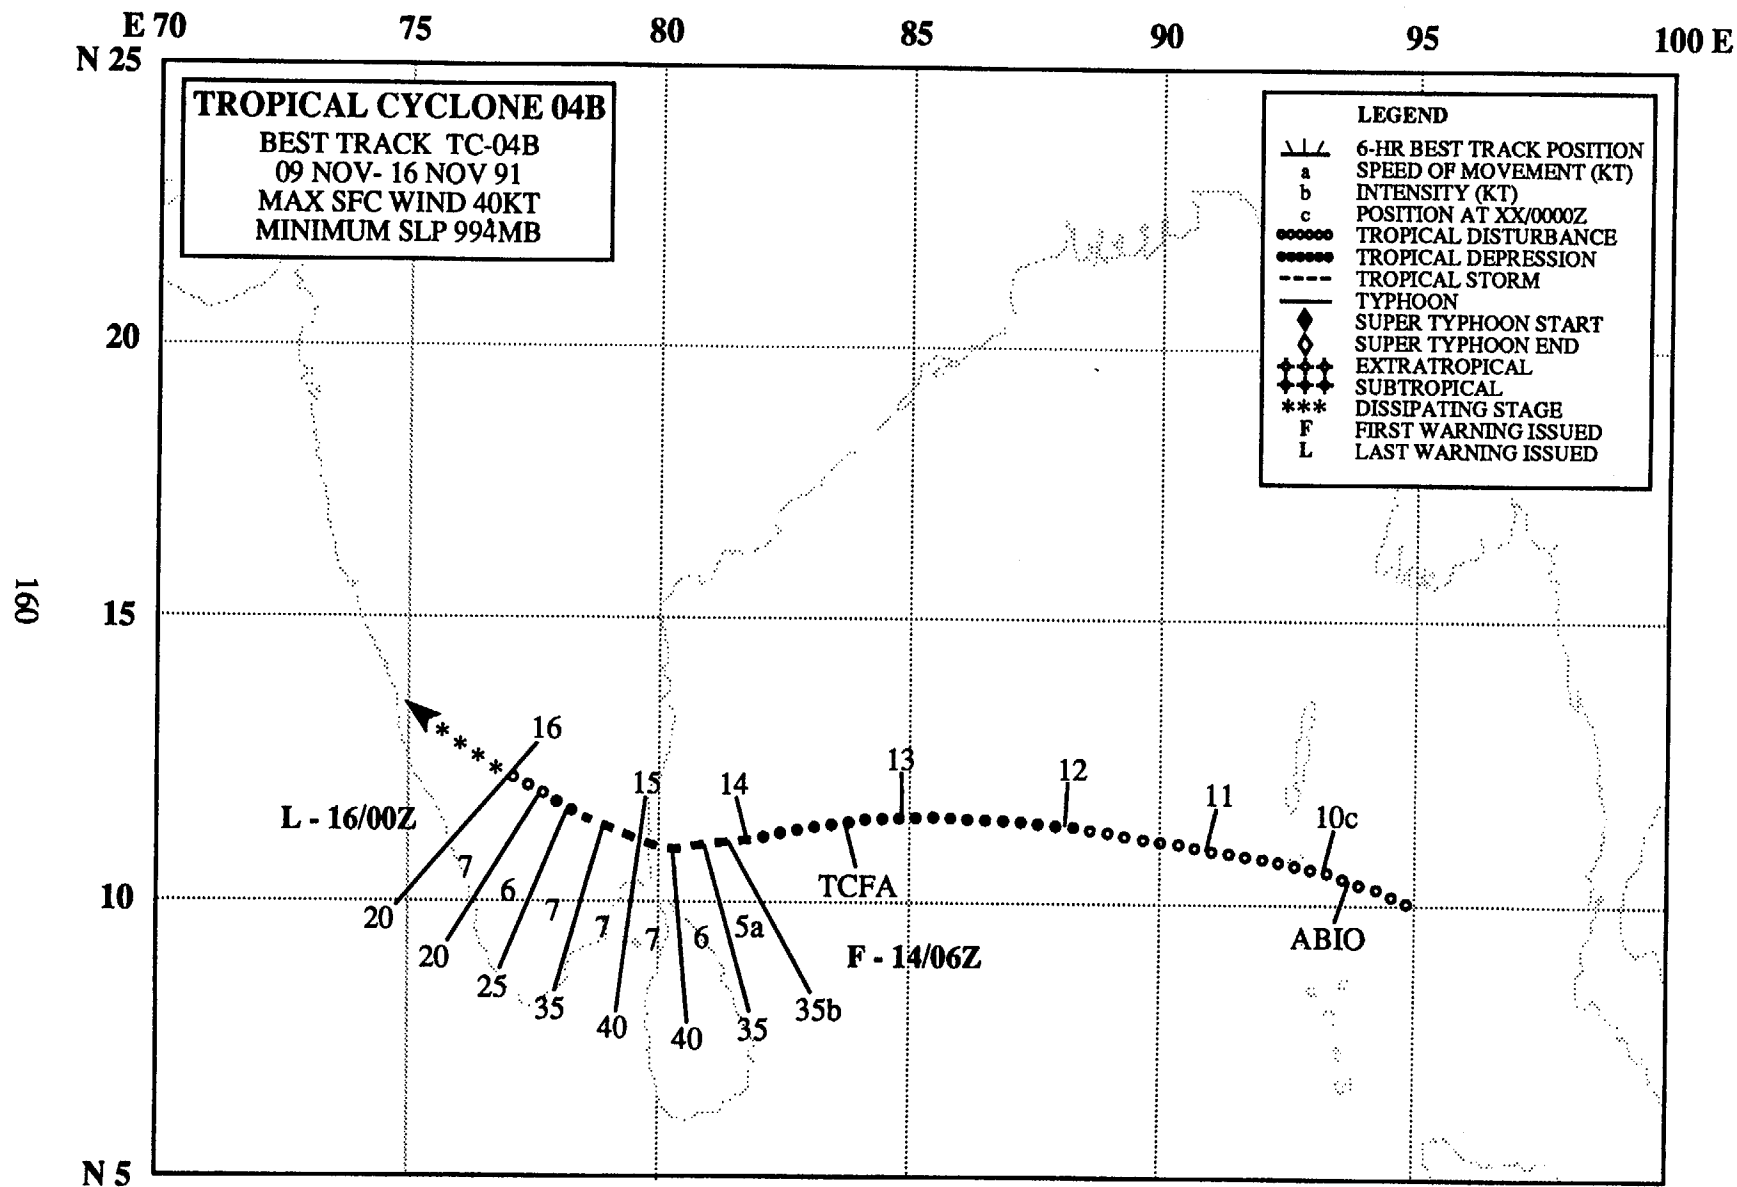 E 70 75 80 85 90 95 100 E
N 25
TROPICAL CYCLONE 04B
BEST TRACK TC-04B
09 NOV- 16 NOV 91
MAX SFC WIND 40KT
MINIMUM SLP 994MB
LEGEND
6-HR BEST TRACK POSITION
a SPEED OF MOVEMENT (KT)
b INTENSITY (KT)
c POSITION AT XX/0000Z
TROPICAL DISTURBANCE
TROPICAL DEPRESSION
TROPICAL STORM
TYPHOON
SUPER TYPHOON START
SUPER TYPHOON END
EXTRATROPICAL
SUBTROPICAL
*** DISSIPATING STAGE
F FIRST WARNING ISSUED
L LAST WARNING ISSUED
20
15
160
16
15
14
13
12
11
10c
L - 16/00Z
TCFA
ABIO
F - 14/06Z
10
7 6 7 7 7 6 5a
20 20 25 35 40 40 35 35b
N 5